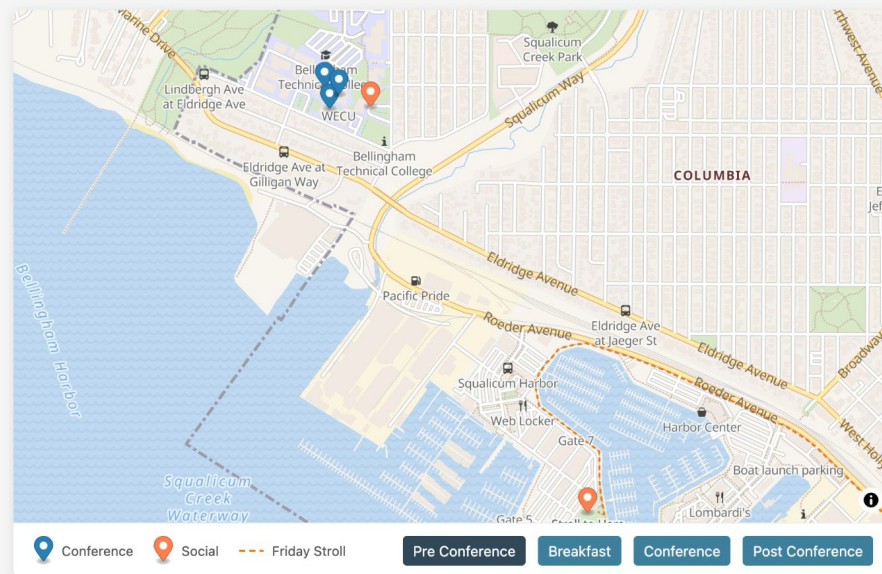 Marine Drive
Squalicum
Creek Park
Lindbergh Ave
at Eldridge Ave
Bellingham
Technical College
WECU
Squalicum Way
Eldridge Ave at
Gilligan Way
Bellingham
Technical College
COLUMBIA
Eldridge Avenue
Pacific Pride
Roeder Avenue
Eldridge Ave
at Jaeger St
Eldridge Avenue
Broadway
Roeder Avenue
Bellingham Harbor
Squalicum Harbor
Web Locker
Harbor Center
Gate 7
West Holly
Boat launch parking
Squalicum
Creek
Waterway
Gate 5
Lombardi's
Conference
Social
Friday Stroll
Pre Conference
Breakfast
Conference
Post Conference